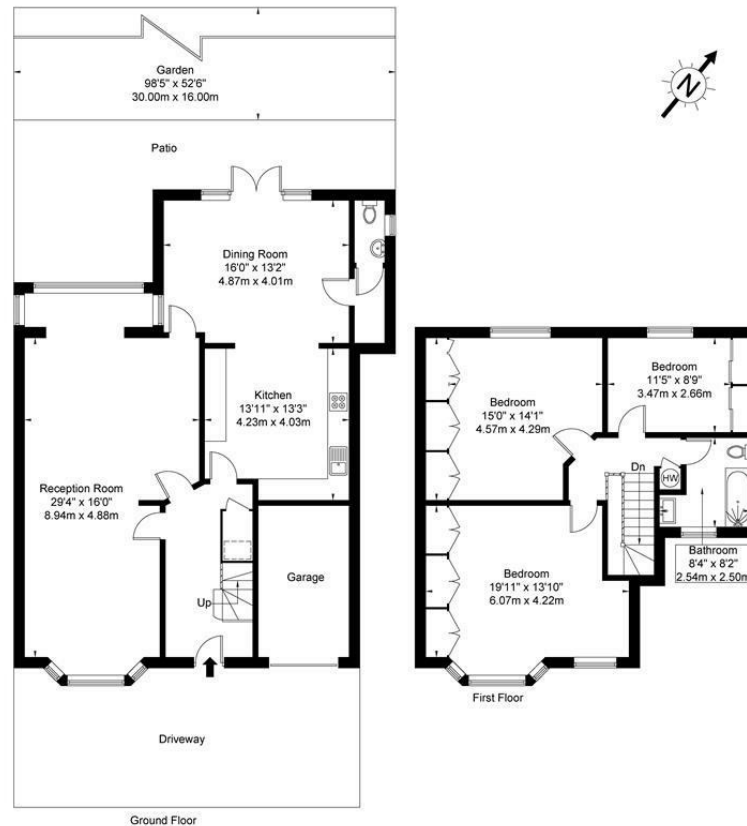 Garden
98'5" x 52'6"
30.00m x 16.00m
N
Patio
Dining Room
16'0" x 13'2"
4.87m x 4.01m
Kitchen
13'11" x 13'3"
4.23m x 4.03m
Reception Room
29'4" x 16'0"
8.94m x 4.88m
Up
Garage
Driveway
Ground Floor
Bedroom
15'0" x 14'1"
4.57m x 4.29m
Bedroom
11'5" x 8'9"
3.47m x 2.66m
Dn
HW
Bathroom
8'4" x 8'2"
2.54m x 2.50m
Bedroom
19'11" x 13'10"
6.07m x 4.22m
First Floor